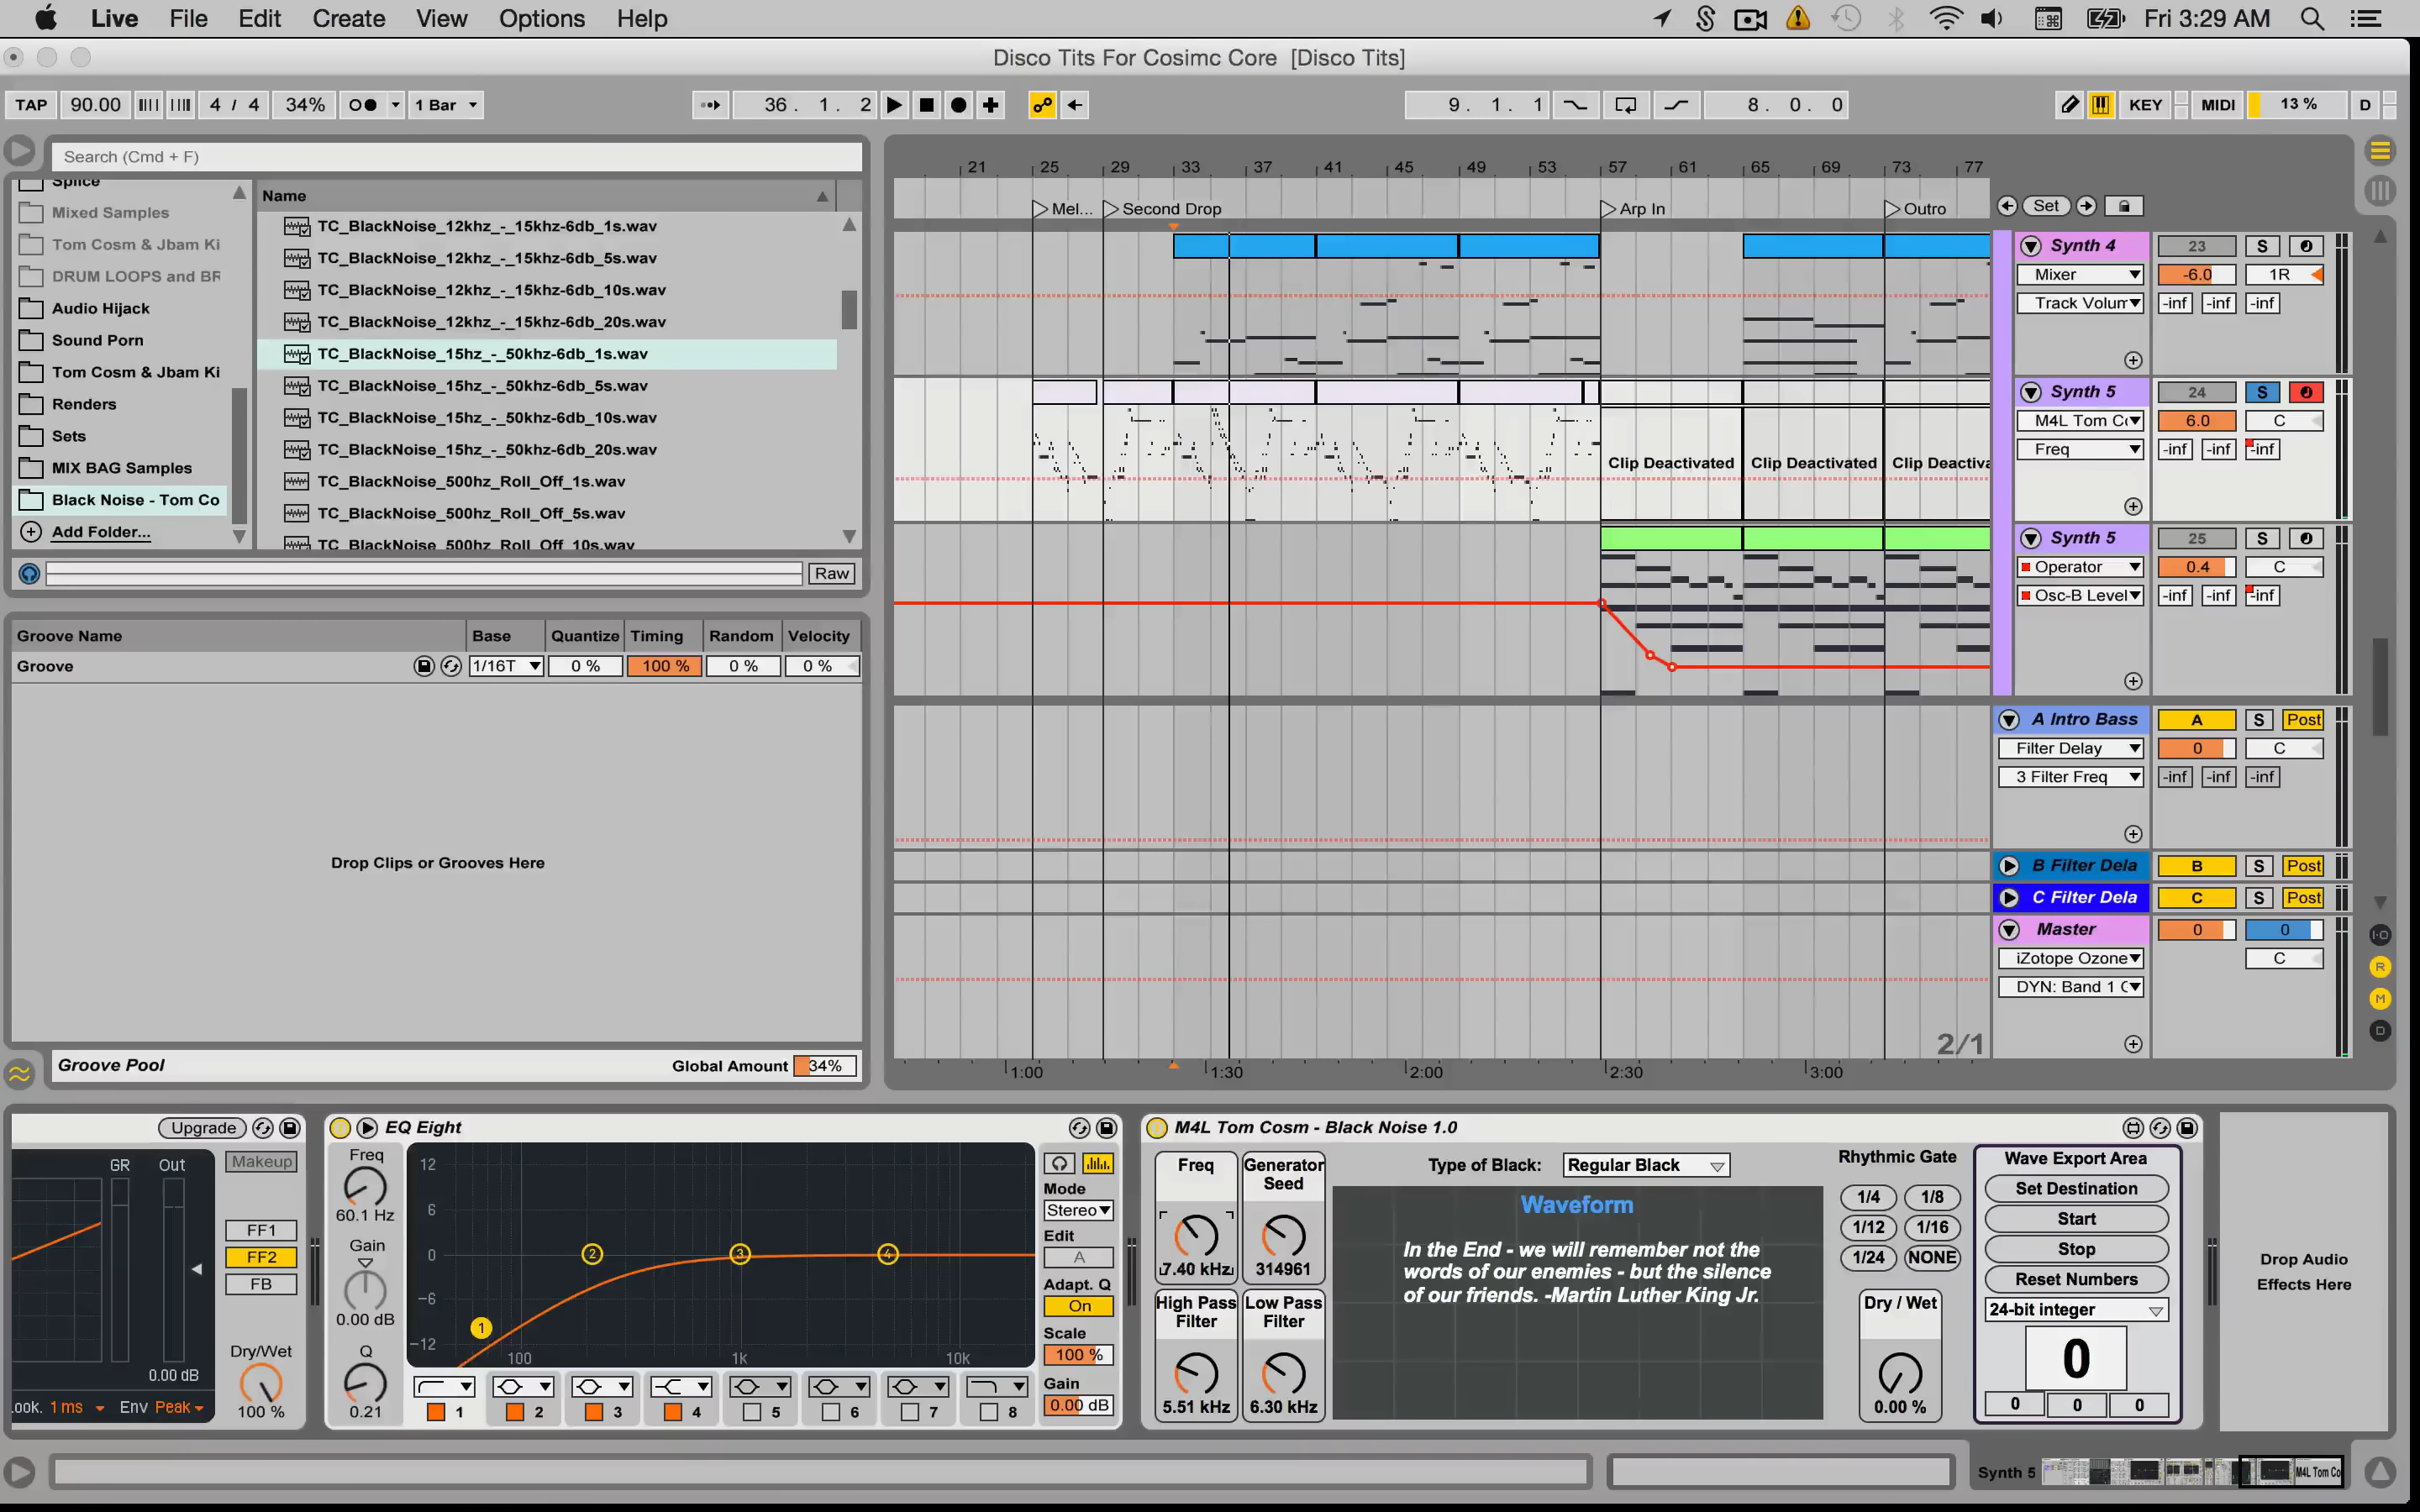 Live File Edit Create View Options Help Fri 3:29 AM
Disco Tits For Cosimc Core [Disco Tits]
TAP 90.00 4 / 4 34% 1 Bar 36. 1. 2 9. 1. 1 8. 0. 0 KEY MIDI 13 % D
Search (Cmd + F)
Splice
Mixed Samples
Tom Cosm & Jbam Ki
DRUM LOOPS and BR
Audio Hijack
Sound Porn
Tom Cosm & Jbam Ki
Renders
Sets
MIX BAG Samples
Black Noise - Tom Co
Add Folder...
Name
TC_BlackNoise_12khz_-_15khz-6db_1s.wav
TC_BlackNoise_12khz_-_15khz-6db_5s.wav
TC_BlackNoise_12khz_-_15khz-6db_10s.wav
TC_BlackNoise_12khz_-_15khz-6db_20s.wav
TC_BlackNoise_15hz_-_50khz-6db_1s.wav
TC_BlackNoise_15hz_-_50khz-6db_5s.wav
TC_BlackNoise_15hz_-_50khz-6db_10s.wav
TC_BlackNoise_15hz_-_50khz-6db_20s.wav
TC_BlackNoise_500hz_Roll_Off_1s.wav
TC_BlackNoise_500hz_Roll_Off_5s.wav
TC_BlackNoise_500hz_Roll_Off_10s.wav
Raw
Groove Name Base Quantize Timing Random Velocity
Groove 1/16T 0 % 100 % 0 % 0 %
Drop Clips or Grooves Here
Groove Pool Global Amount 34%
21 25 29 33 37 41 45 49 53 57 61 65 69 73 77
Mel... Second Drop Arp In Outro Set
Clip Deactivated Clip Deactivated Clip Deactiva
2/1
1:00 1:30 2:00 2:30 3:00
Synth 4 23 S
Mixer -6.0 1R
Track Volum -inf -inf -inf
Synth 5 24 S
M4L Tom Co 6.0 C
Freq -inf -inf -inf
Synth 5 25 S
Operator 0.4 C
Osc-B Level -inf -inf -inf
A Intro Bass A S Post
Filter Delay 0 C
3 Filter Freq -inf -inf -inf
B Filter Dela B S Post
C Filter Dela C S Post
Master 0 0
iZotope Ozone C
DYN: Band 1 C
I·O
R
M
D
Upgrade
GR Out Makeup
FF1
FF2
FB
Dry/Wet
0.00 dB
100 %
ook. 1 ms Env Peak
EQ Eight
Freq
60.1 Hz
Gain
0.00 dB
Q
0.21
12
6
0
-6
-12
100 1k 10k
1 2 3 4
1 2 3 4 5 6 7 8
Mode
Stereo
Edit
A
Adapt. Q
On
Scale
100 %
Gain
0.00 dB
M4L Tom Cosm - Black Noise 1.0
Freq
7.40 kHz
Generator
Seed
314961
High Pass
Filter
5.51 kHz
Low Pass
Filter
6.30 kHz
Type of Black: Regular Black
Waveform
In the End - we will remember not the
words of our enemies - but the silence
of our friends. -Martin Luther King Jr.
Rhythmic Gate
1/4 1/8
1/12 1/16
1/24 NONE
Dry / Wet
0.00 %
Wave Export Area
Set Destination
Start
Stop
Reset Numbers
24-bit integer
0
0 0 0
Drop Audio
Effects Here
Synth 5 M4L Tom Co